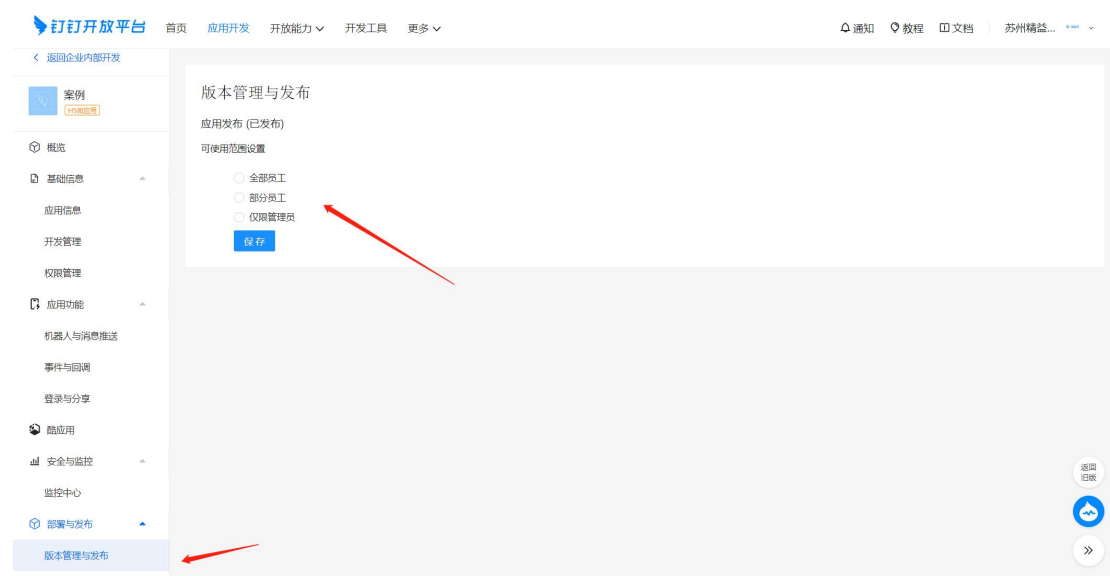 钉钉开放平台 首页 应用开发 开放能力 开发工具 更多 通知 教程 文档 苏州精益...
返回企业内部开发
案例
H5微应用
概览
基础信息
应用信息
开发管理
权限管理
应用功能
机器人与消息推送
事件与回调
登录与分享
酷应用
安全与监控
监控中心
部署与发布
版本管理与发布
版本管理与发布
应用发布 (已发布)
可使用范围设置
全部员工
部分员工
仅限管理员
保存
返回
旧版